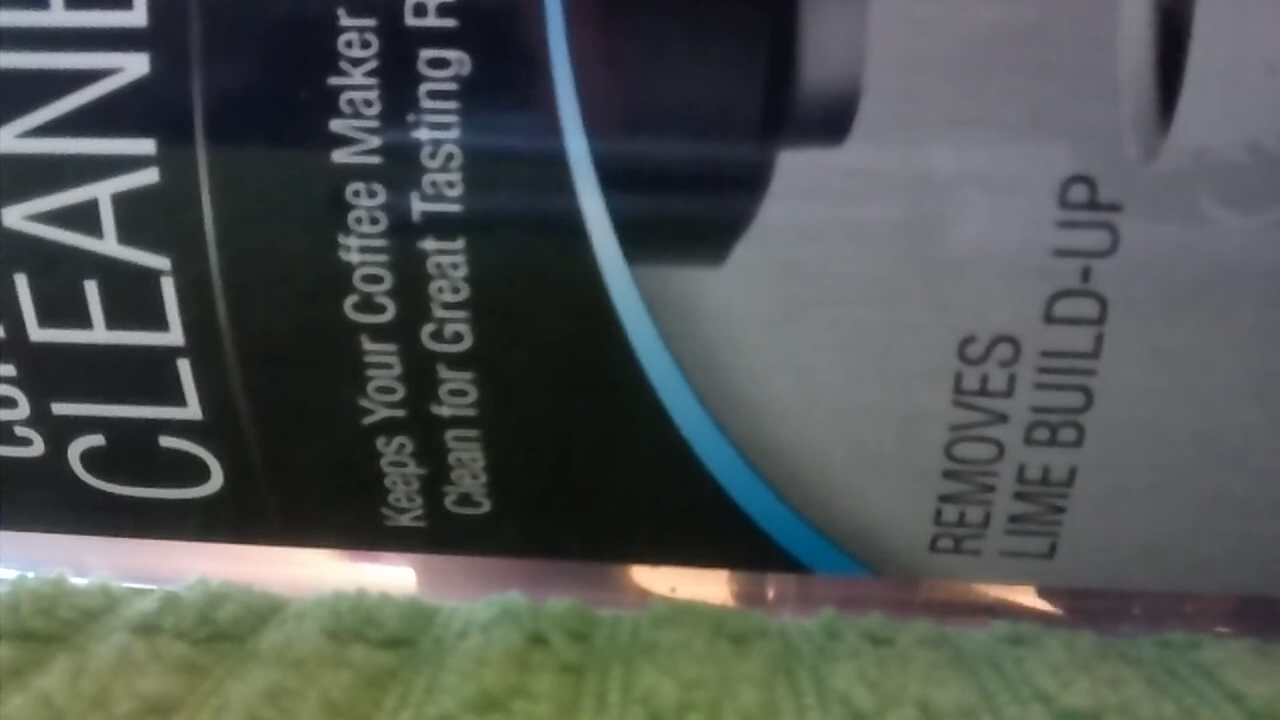 CLEANE
Keeps Your Coffee Maker
Clean for Great Tasting R
REMOVES
LIME BUILD-UP